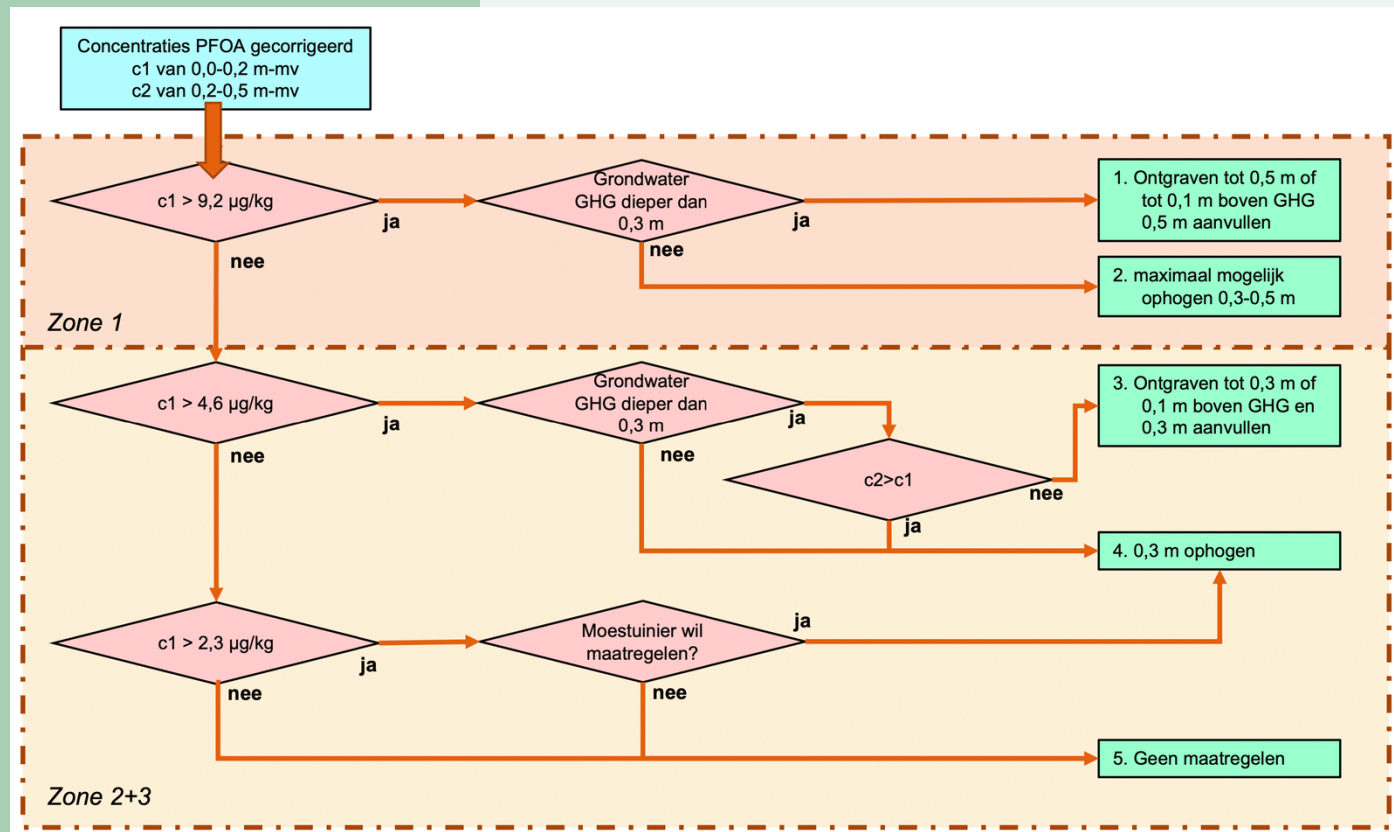 Concentraties PFOA gecorrigeerd
c1 van 0,0-0,2 m-mv
c2 van 0,2-0,5 m-mv
c1 > 9,2 µg/kg
ja
nee
Grondwater
GHG dieper dan
0,3 m
ja
nee
1. Ontgraven tot 0,5 m of
tot 0,1 m boven GHG
0,5 m aanvullen
2. maximaal mogelijk
ophogen 0,3-0,5 m
Zone 1
c1 > 4,6 µg/kg
ja
nee
Grondwater
GHG dieper dan
0,3 m
ja
nee
c2>c1
nee
ja
3. Ontgraven tot 0,3 m of
0,1 m boven GHG en
0,3 m aanvullen
4. 0,3 m ophogen
c1 > 2,3 µg/kg
ja
nee
Moestuinier wil
maatregelen?
ja
nee
5. Geen maatregelen
Zone 2+3